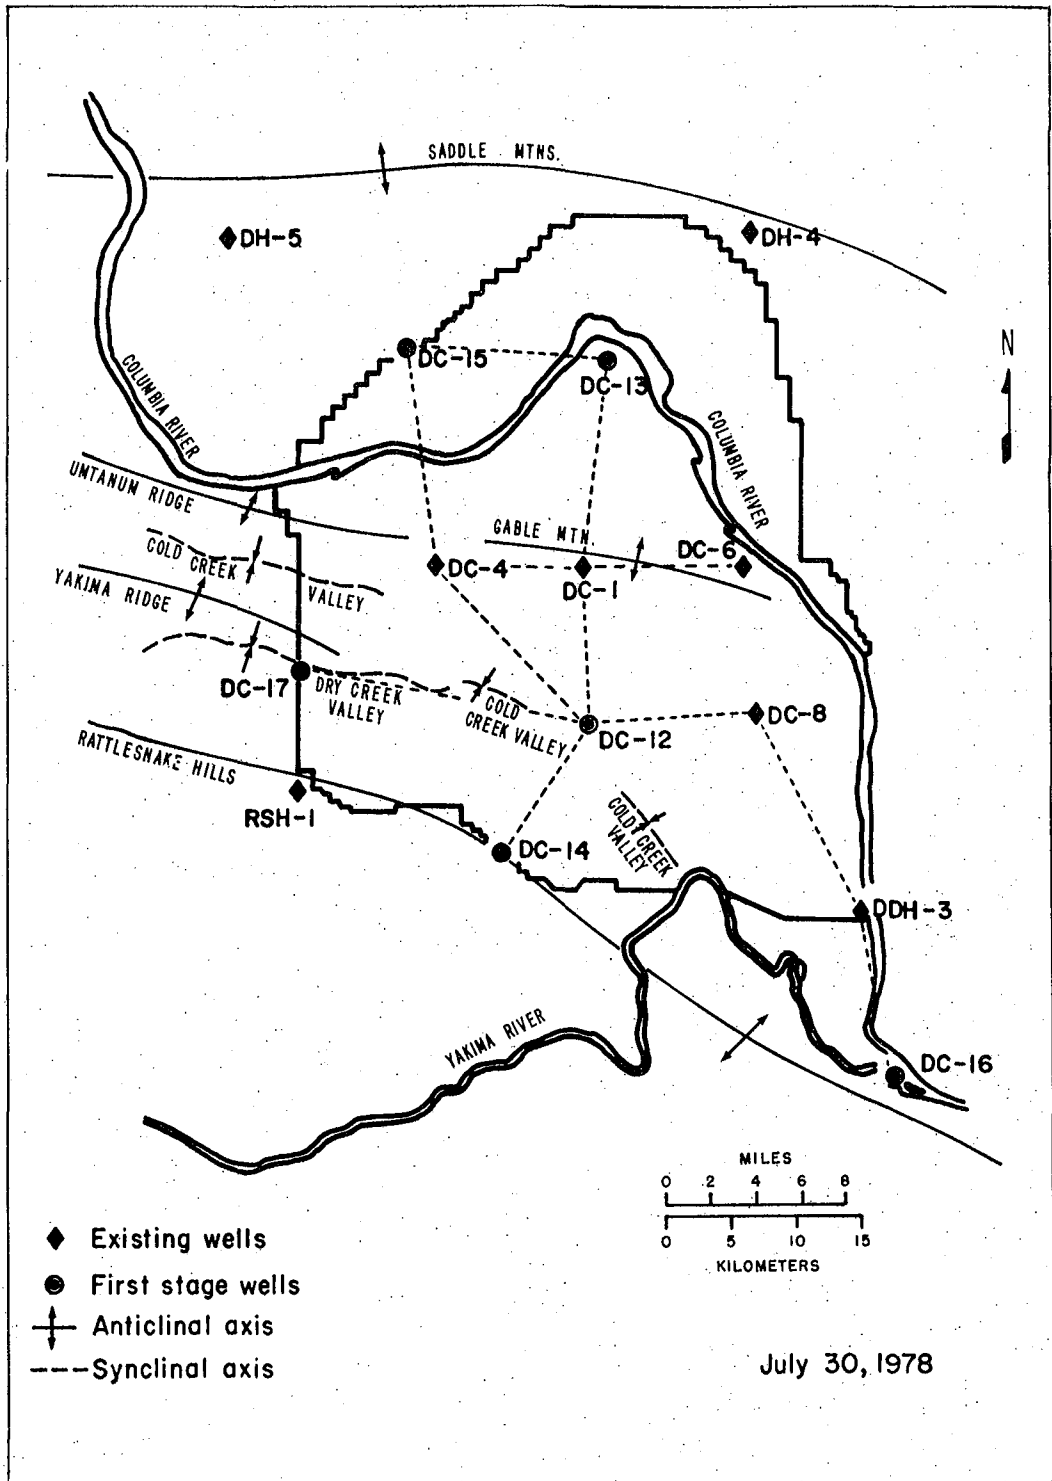 SADDLE MTNS.
DH-5
DH-4
COLUMBIA RIVER
N
DC-15
DC-13
COLUMBIA RIVER
UMTANUM RIDGE
GABLE MTN.
DC-6
COLD CREEK
VALLEY
DC-4
DC-1
YAKIMA RIDGE
DC-17
DRY CREEK
VALLEY
COLD
CREEK VALLEY
DC-12
DC-8
RATTLESNAKE HILLS
RSH-1
COLD CREEK
VALLEY
DC-14
DDH-3
YAKIMA RIVER
DC-16
MILES
0 2 4 6 8
0 5 10 15
KILOMETERS
Existing wells
First stage wells
Anticlinal axis
Synclinal axis
July 30, 1978